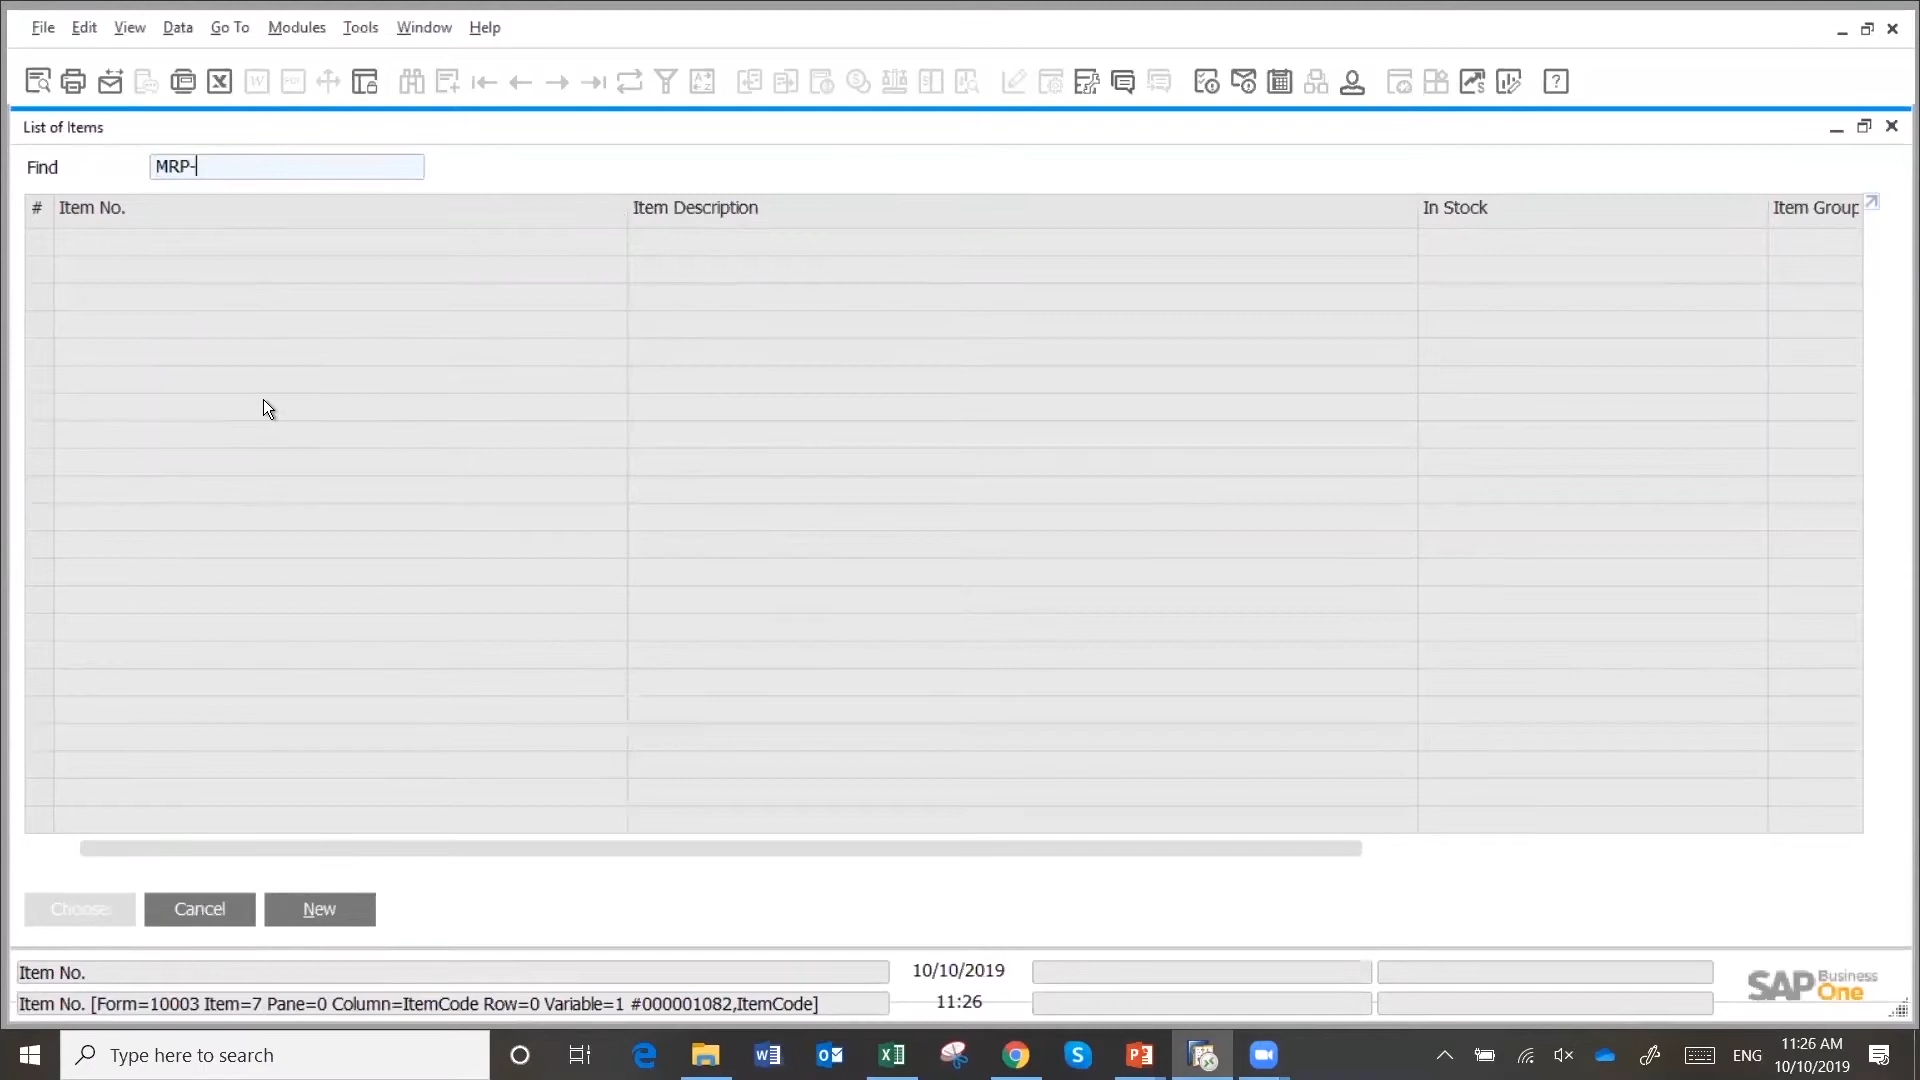 File Edit View Data Go To Modules Tools Window Help
List of Items
Find MRP-
# Item No. Item Description In Stock Item Group
Choose Cancel New
Item No. 10/10/2019
Item No. [Form=10003 Item=7 Pane=0 Column=ItemCode Row=0 Variable=1 #000001082,ItemCode] 11:26
SAP Business One
Type here to search
ENG
11:26 AM
10/10/2019